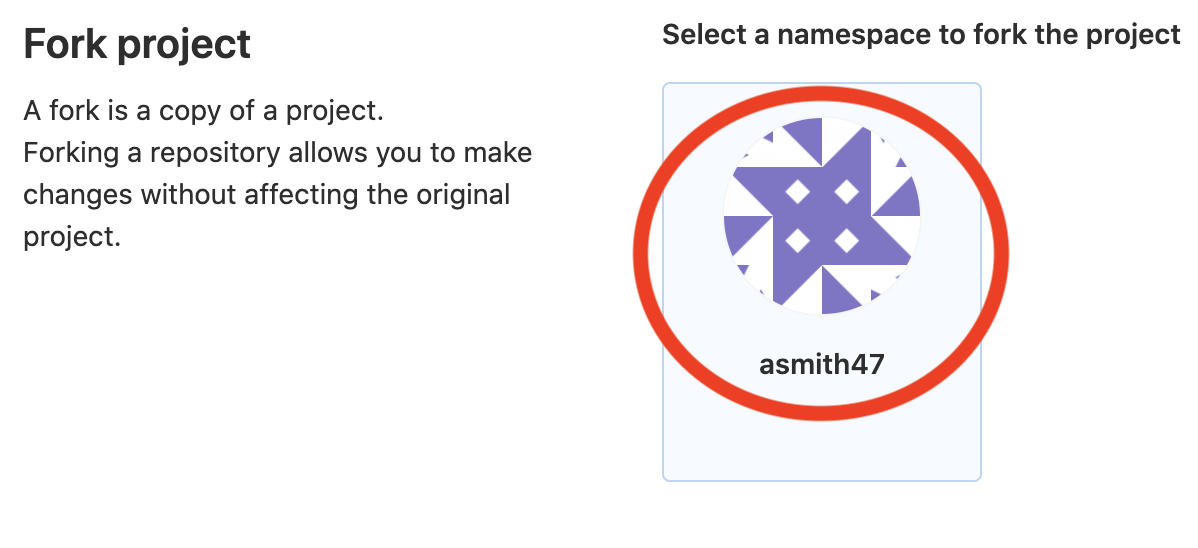 Fork project
A fork is a copy of a project.
Forking a repository allows you to make
changes without affecting the original
project.
Select a namespace to fork the project
asmith47